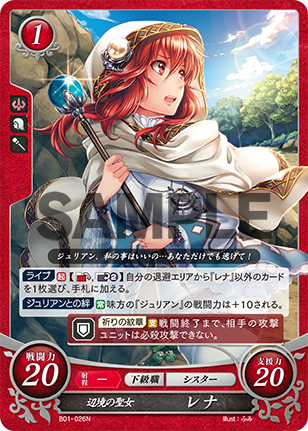 1
SAMPLE
ジュリアン、私の事はいいの…あなただけでも逃げて！
ライブ 起 自分の退避エリアから『レナ』以外のカード
を1枚選び、手札に加える。
ジュリアンとの絆 常 味方の『ジュリアン』の戦闘力は＋10される。
祈りの紋章 支 戦闘終了まで、相手の攻撃
ユニットは必殺攻撃できない。
戦闘力
20
射程 － 下級職 シスター
支援力
20
辺境の聖女 レナ
B01-026N
Illust：ふみ